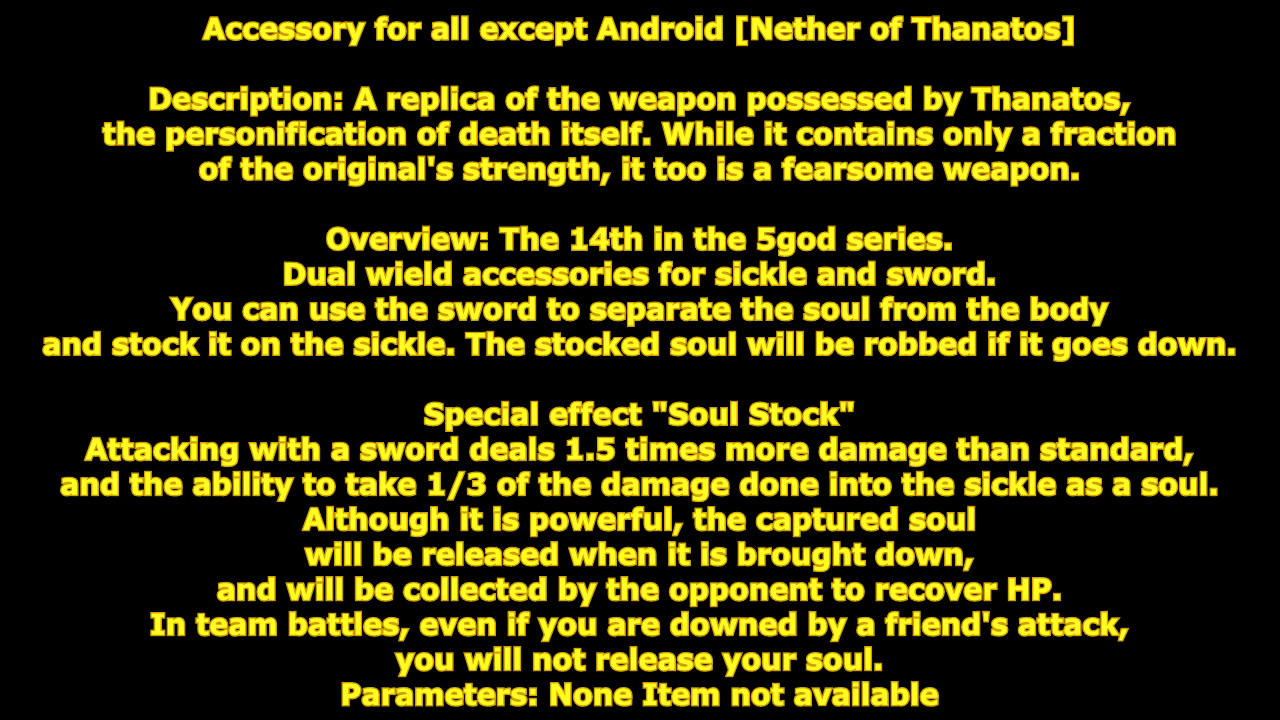 Accessory for all except Android [Nether of Thanatos]
Description: A replica of the weapon possessed by Thanatos,
the personification of death itself. While it contains only a fraction
of the original's strength, it too is a fearsome weapon.
Overview: The 14th in the 5god series.
Dual wield accessories for sickle and sword.
You can use the sword to separate the soul from the body
and stock it on the sickle. The stocked soul will be robbed if it goes down.
Special effect "Soul Stock"
Attacking with a sword deals 1.5 times more damage than standard,
and the ability to take 1/3 of the damage done into the sickle as a soul.
Although it is powerful, the captured soul
will be released when it is brought down,
and will be collected by the opponent to recover HP.
In team battles, even if you are downed by a friend's attack,
you will not release your soul.
Parameters: None Item not available